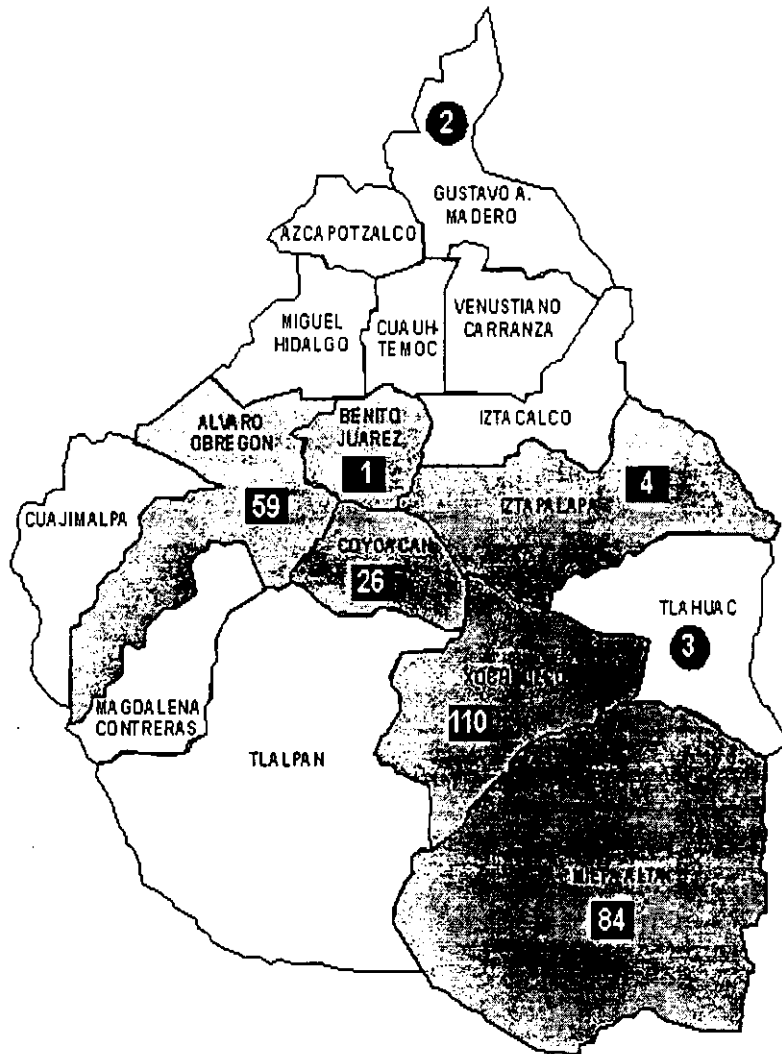 2
GUSTAVO A.
MADERO
AZCAPOTZALCO
MIGUEL
HIDALGO
CUAUH-
TEMOC
VENUSTIANO
CARRANZA
ALVARO
OBREGON
BENITO
JUAREZ
IZTACALCO
1
4
CUAJIMALPA
59
IZTAPALAPA
COYOACAN
26
TLAHUAC
3
110
MAGDALENA
CONTRERAS
TLALPAN
84